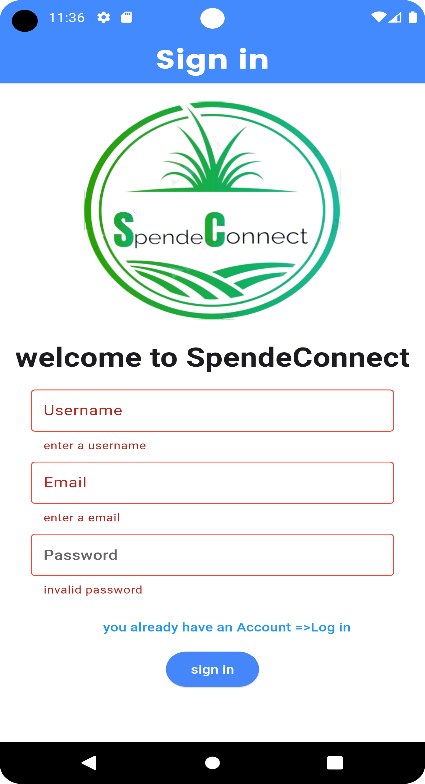 11:36
Sign in
SpendeConnect
welcome to SpendeConnect
Username
enter a username
Email
enter a email
Password
invalid password
you already have an Account =>Log in
sign in